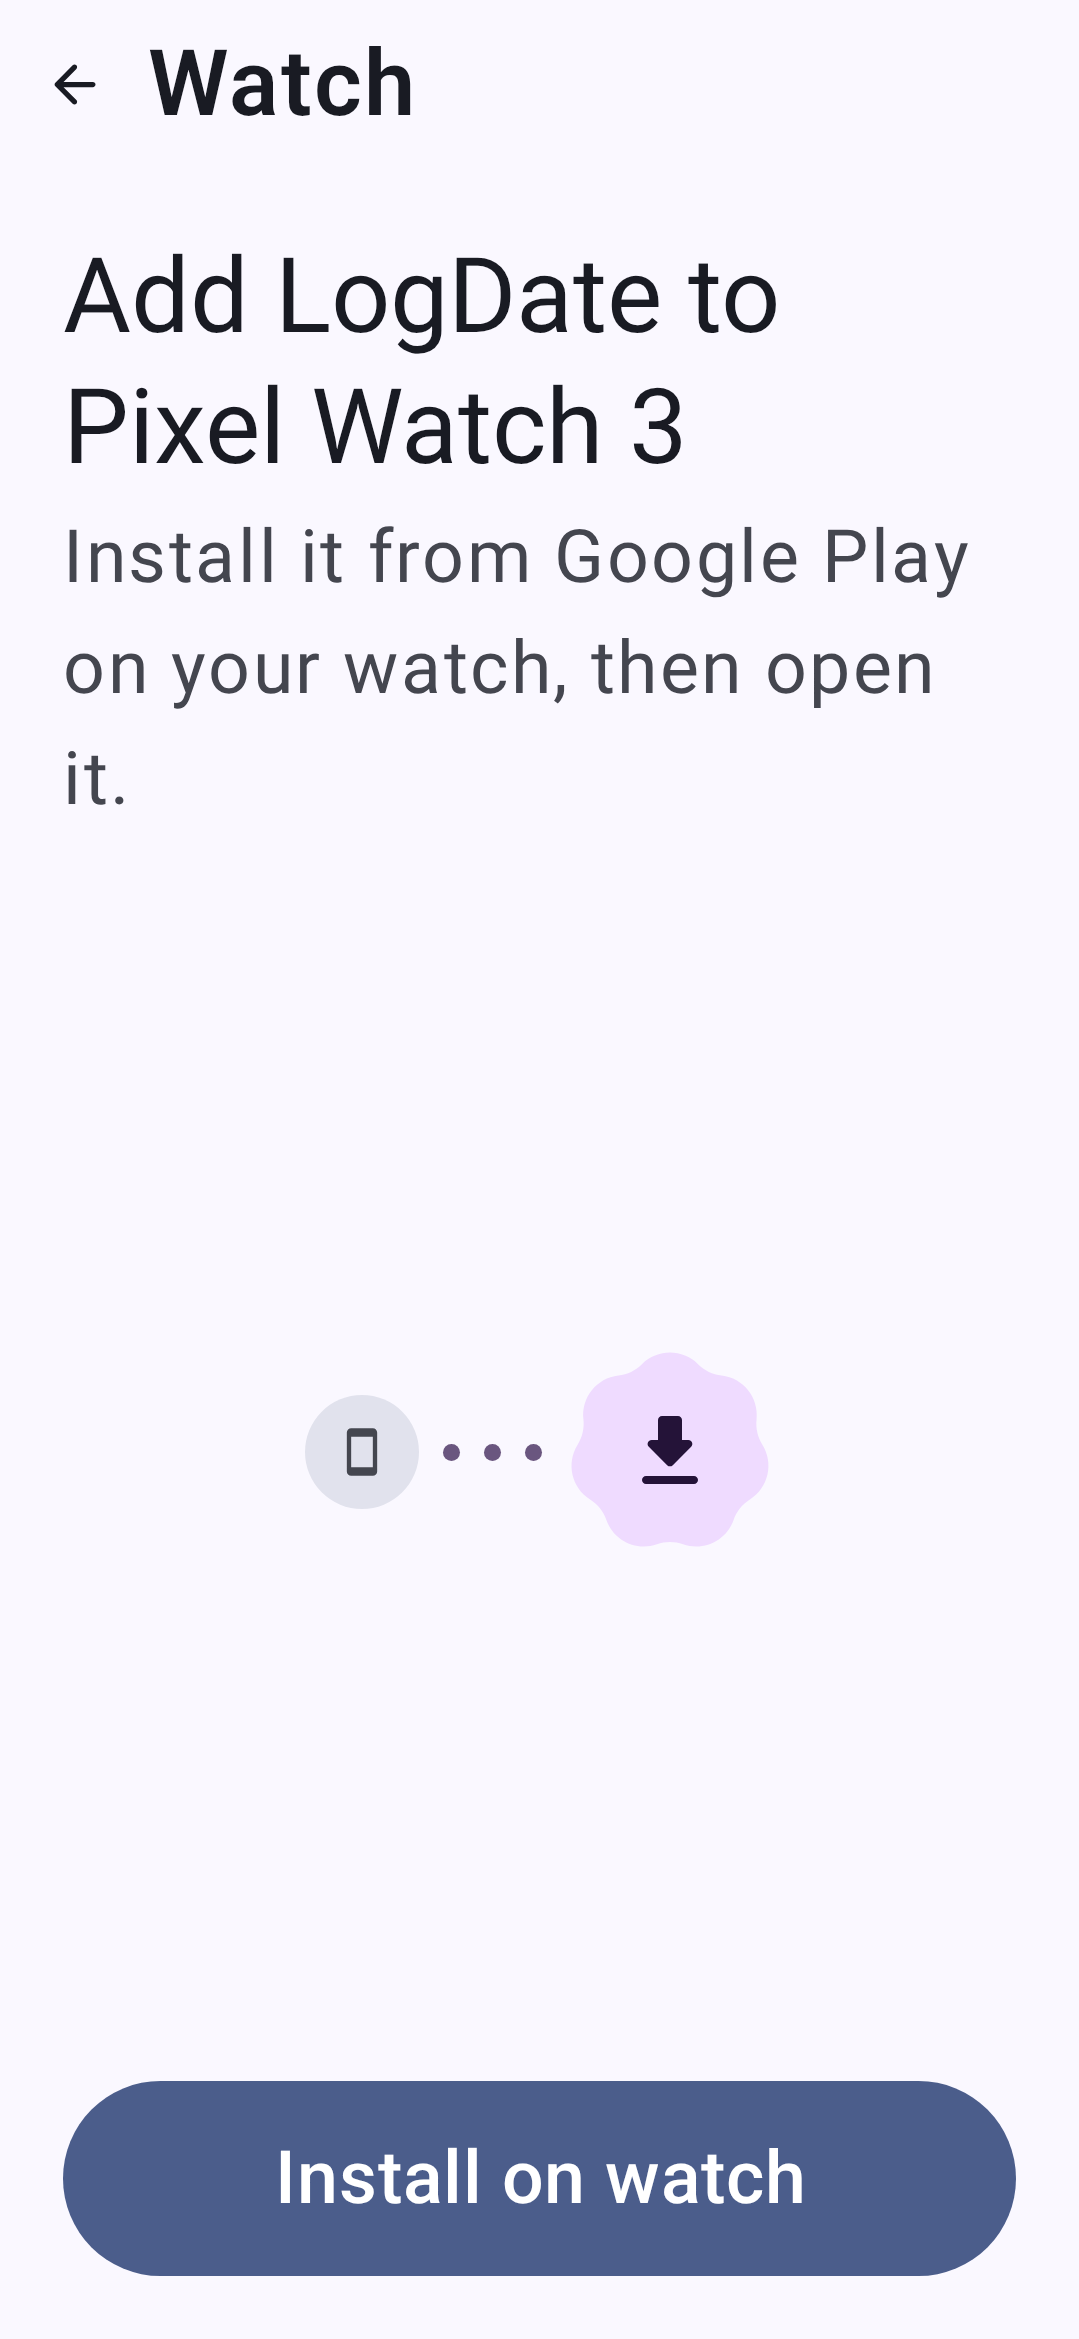 Watch
Add LogDate to
Pixel Watch 3
Install it from Google Play
on your watch, then open
it.
Install on watch